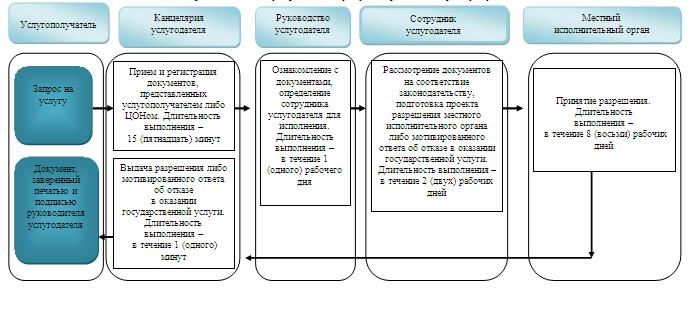 Услугополучатель
Канцелярия
услугодателя
Руководство
услугодателя
Сотрудник
услугодателя
Местный
исполнительный орган
Запрос на
услугу
Прием и регистрация
документов,
представленных
услугополучателем либо
ЦОНом. Длительность
выполнения –
15 (пятнадцать) минут
Ознакомление с
документами,
определение
сотрудника
услугодателя для
исполнения.
Длительность
выполнения –
в течение 1
(одного) рабочего
дня
Рассмотрение документов
на соответствие
законодательству,
подготовка проекта
разрешения местного
исполнительного органа
либо мотивированного
ответа об отказе в оказании
государственной услуги.
Длительность выполнения –
в течение 2 (двух) рабочих
дней
Принятие разрешения.
Длительность
выполнения –
в течение 8 (восьми) рабочих
дней
Документ,
заверенный
печатью и
подписью
руководителя
услугодателя
Выдача разрешения либо
мотивированного ответа
об отказе
в оказании
государственной услуги.
Длительность
выполнения –
в течение 1 (одного)
минут